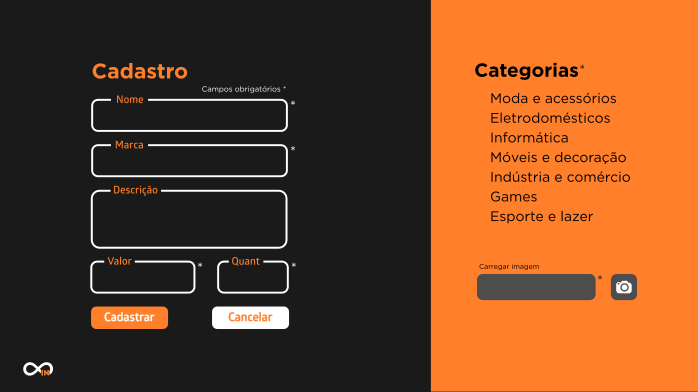 Cadastro
Campos obrigatórios *
Nome
*
Marca
*
Descrição
Valor
*
Quant
*
Cadastrar
Cancelar
IN
Categorias*
Moda e acessórios
Eletrodomésticos
Informática
Móveis e decoração
Indústria e comércio
Games
Esporte e lazer
Carregar imagem
*